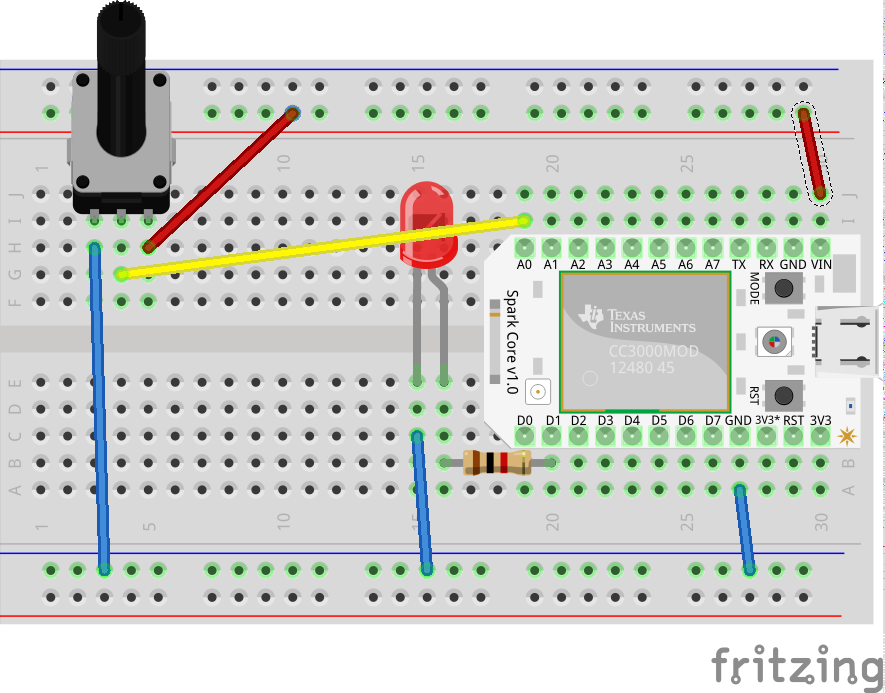 1
10
15
20
25
J
J
I
I
H
G
F
A0 A1 A2 A3 A4 A5 A6 A7 TX RX GND VIN
MODE
Spark Core v1.0
TEXAS
INSTRUMENTS
CC3000MOD
12480 45
RST
E
D
C
B
A
D0 D1 D2 D3 D4 D5 D6 D7 GND 3V3* RST 3V3
B
A
1
5
10
20
25
30
fritzing